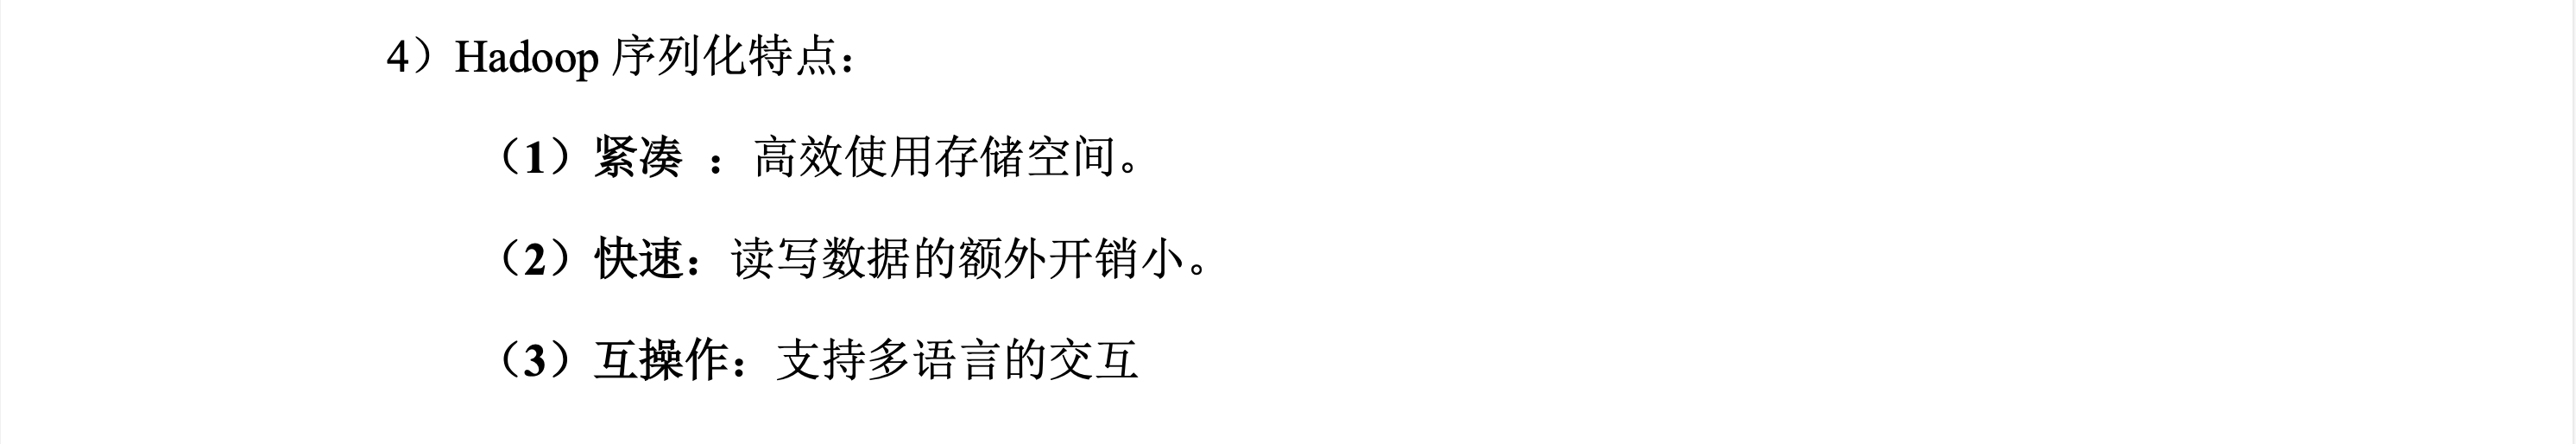 4）Hadoop 序列化特点：
（1）紧凑 ：高效使用存储空间。
（2）快速：读写数据的额外开销小。
（3）互操作：支持多语言的交互